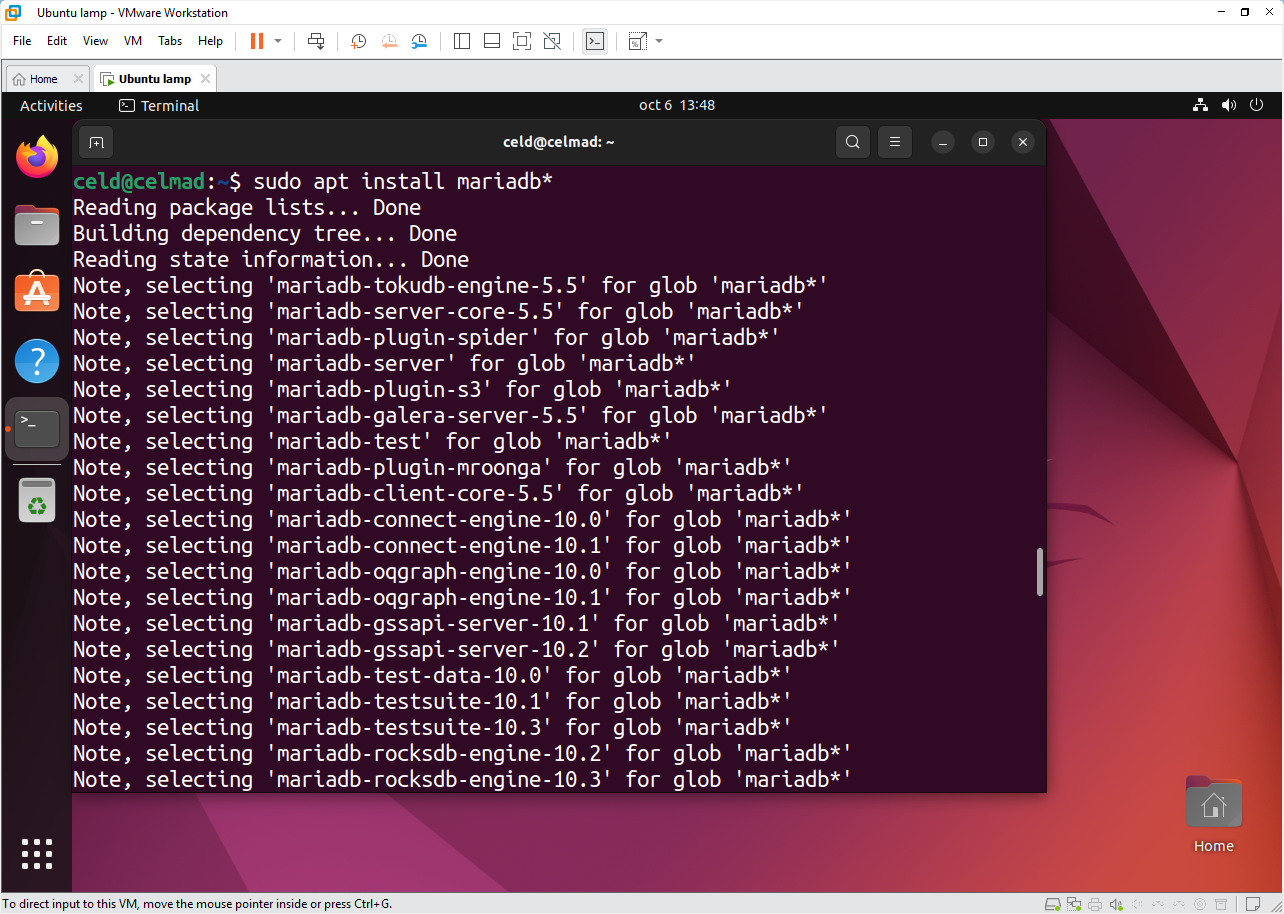 Ubuntu lamp - VMware Workstation
File Edit View VM Tabs Help
Home
Ubuntu lamp
Activities
Terminal
oct 6 13:48
celd@celmad: ~
celd@celmad:~$ sudo apt install mariadb*
Reading package lists... Done
Building dependency tree... Done
Reading state information... Done
Note, selecting 'mariadb-tokudb-engine-5.5' for glob 'mariadb*'
Note, selecting 'mariadb-server-core-5.5' for glob 'mariadb*'
Note, selecting 'mariadb-plugin-spider' for glob 'mariadb*'
Note, selecting 'mariadb-server' for glob 'mariadb*'
Note, selecting 'mariadb-plugin-s3' for glob 'mariadb*'
Note, selecting 'mariadb-galera-server-5.5' for glob 'mariadb*'
Note, selecting 'mariadb-test' for glob 'mariadb*'
Note, selecting 'mariadb-plugin-mroonga' for glob 'mariadb*'
Note, selecting 'mariadb-client-core-5.5' for glob 'mariadb*'
Note, selecting 'mariadb-connect-engine-10.0' for glob 'mariadb*'
Note, selecting 'mariadb-connect-engine-10.1' for glob 'mariadb*'
Note, selecting 'mariadb-oqgraph-engine-10.0' for glob 'mariadb*'
Note, selecting 'mariadb-oqgraph-engine-10.1' for glob 'mariadb*'
Note, selecting 'mariadb-gssapi-server-10.1' for glob 'mariadb*'
Note, selecting 'mariadb-gssapi-server-10.2' for glob 'mariadb*'
Note, selecting 'mariadb-test-data-10.0' for glob 'mariadb*'
Note, selecting 'mariadb-testsuite-10.1' for glob 'mariadb*'
Note, selecting 'mariadb-testsuite-10.3' for glob 'mariadb*'
Note, selecting 'mariadb-rocksdb-engine-10.2' for glob 'mariadb*'
Note, selecting 'mariadb-rocksdb-engine-10.3' for glob 'mariadb*'
Home
To direct input to this VM, move the mouse pointer inside or press Ctrl+G.